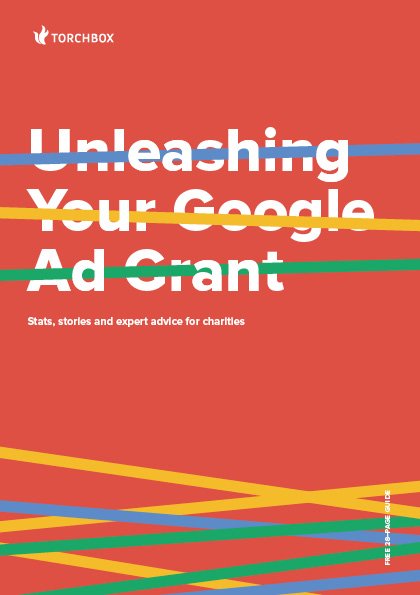 TORCHBOX
Unleashing
Your Google
Ad Grant
Stats, stories and expert advice for charities
FREE 28-PAGE GUIDE